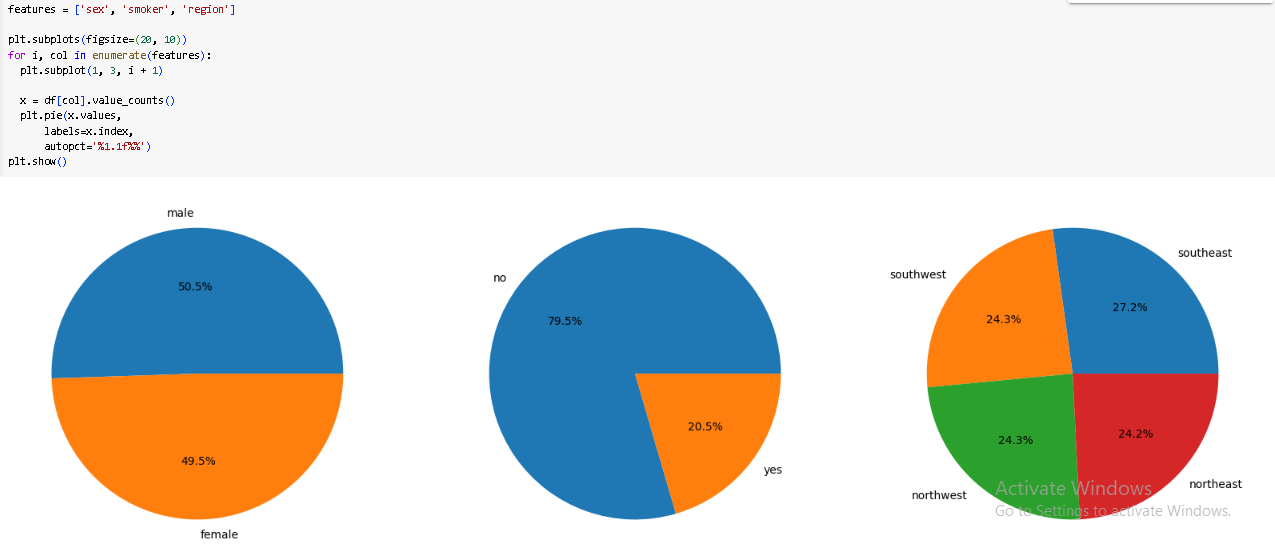 features = ['sex', 'smoker', 'region']
plt.subplots(figsize=(20, 10))
for i, col in enumerate(features):
  plt.subplot(1, 3, i + 1)
  x = df[col].value_counts()
  plt.pie(x.values,
      labels=x.index,
      autopct='%1.1f%%')
plt.show()
male
50.5%
49.5%
female
no
79.5%
20.5%
yes
southeast
southwest
27.2%
24.3%
24.3%
24.2%
northwest
northeast
Activate Windows
Go to Settings to activate Windows.